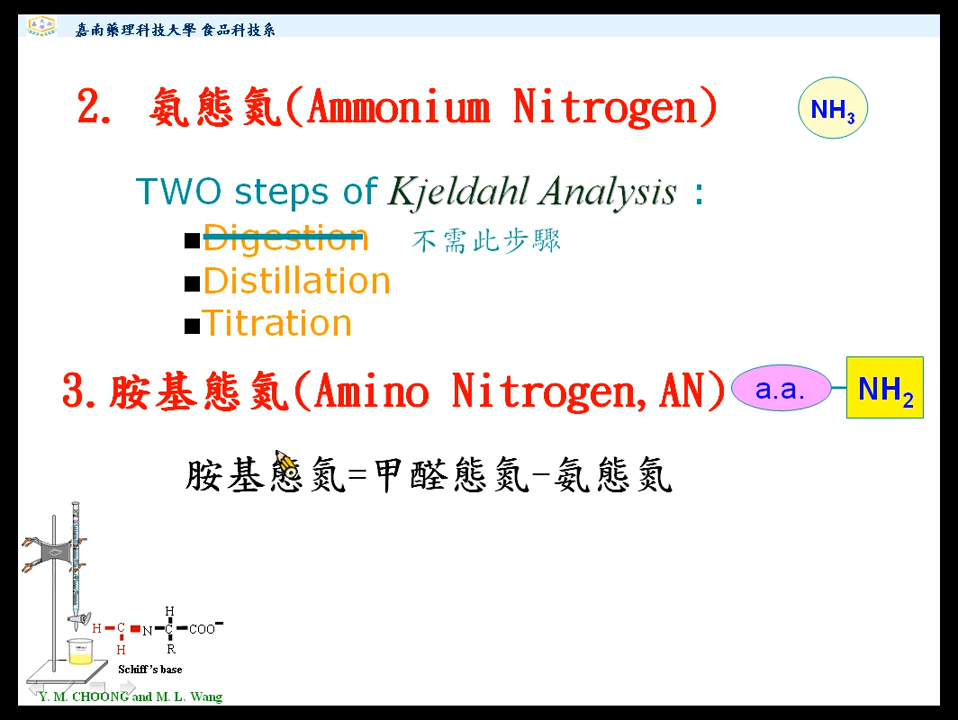 嘉南藥理科技大學 食品科技系
2. 氨態氮(Ammonium Nitrogen)
NH3
TWO steps of Kjeldahl Analysis :
■Digestion 不需此步驟
■Distillation
■Titration
3.胺基態氮(Amino Nitrogen,AN)
a.a. NH2
胺基態氮=甲醛態氮-氨態氮
H
H C N C COO-
H R
Schiff's base
Y. M. CHOONG and M. L. Wang